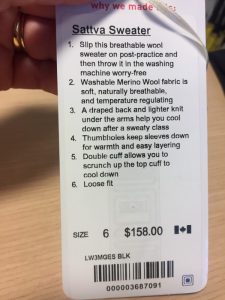 why we made this:
Sattva Sweater
1. Slip this breathable wool
sweater on post-practice and
then throw it in the washing
machine worry-free
2. Washable Merino Wool fabric is
soft, naturally breathable,
and temperature regulating
3. A draped back and lighter knit
under the arms help you cool
down after a sweaty class
4. Thumbholes keep sleeves down
for warmth and easy layering
5. Double cuff allows you to
scrunch up the top cuff to
cool down
6. Loose fit
SIZE 6 $158.00
LW3MGES BLK
000003687091